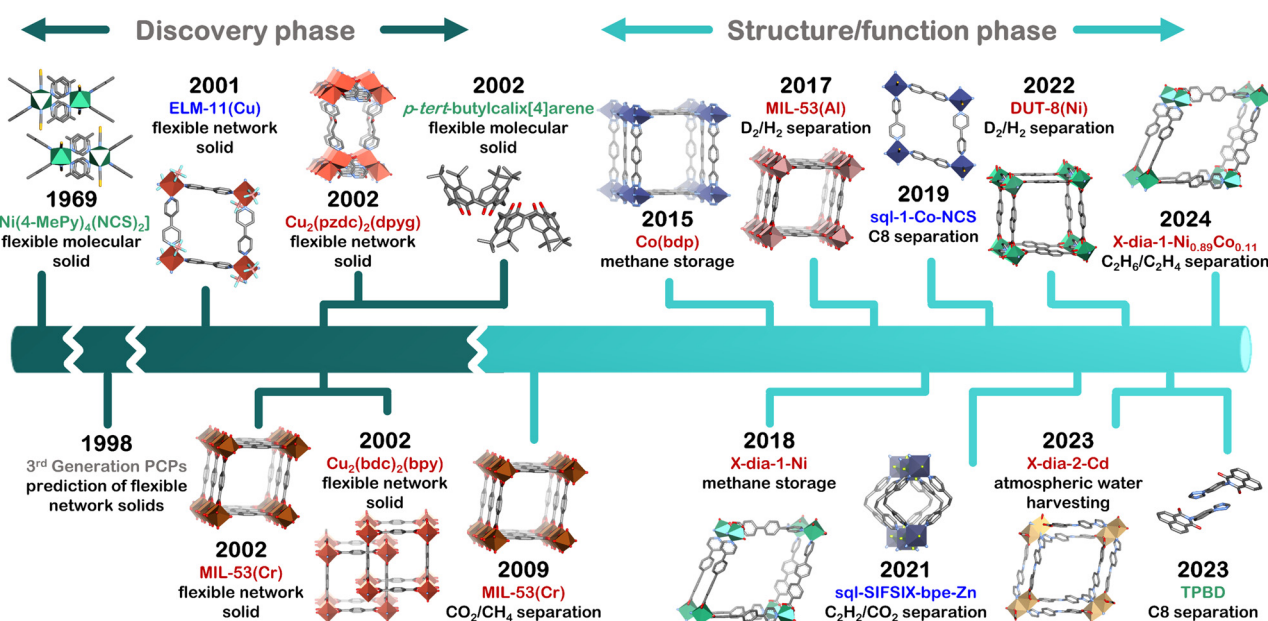 Discovery phase
Structure/function phase
1969
Ni(4-MePy)₄(NCS)₂]
flexible molecular
solid
2001
ELM-11(Cu)
flexible network
solid
2002
Cu₂(pzdc)₂(dpyg)
flexible network
solid
2002
p-tert-butylcalix[4]arene
flexible molecular
solid
2015
Co(bdp)
methane storage
2017
MIL-53(Al)
D₂/H₂ separation
2019
sql-1-Co-NCS
C8 separation
2022
DUT-8(Ni)
D₂/H₂ separation
2024
X-dia-1-Ni₀.₈₉Co₀.₁₁
C₂H₆/C₂H₄ separation
1998
3ʳᵈ Generation PCPs
prediction of flexible
network solids
2002
MIL-53(Cr)
flexible network
solid
2002
Cu₂(bdc)₂(bpy)
flexible network
solid
2009
MIL-53(Cr)
CO₂/CH₄ separation
2018
X-dia-1-Ni
methane storage
2021
sql-SIFSIX-bpe-Zn
C₂H₂/CO₂ separation
2023
X-dia-2-Cd
atmospheric water
harvesting
2023
TPBD
C8 separation